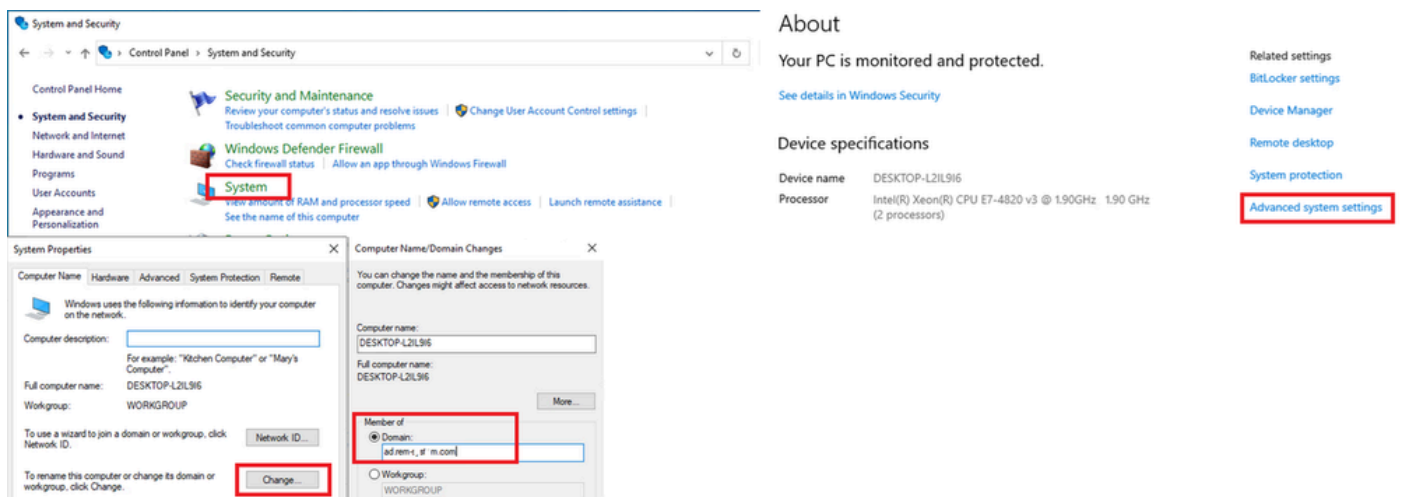 System and Security
Control Panel > System and Security
Control Panel Home
System and Security
Network and Internet
Hardware and Sound
Programs
User Accounts
Appearance and
Personalization
Security and Maintenance
Review your computer's status and resolve issues
Change User Account Control settings
Troubleshoot common computer problems
Windows Defender Firewall
Check firewall status
Allow an app through Windows Firewall
System
View amount of RAM and processor speed
Allow remote access
Launch remote assistance
See the name of this computer
About
Your PC is monitored and protected.
See details in Windows Security
Device specifications
Device name DESKTOP-L2IL9I6
Processor Intel(R) Xeon(R) CPU E7-4820 v3 @ 1.90GHz 1.90 GHz
(2 processors)
Related settings
BitLocker settings
Device Manager
Remote desktop
System protection
Advanced system settings
System Properties
Computer Name Hardware Advanced System Protection Remote
Windows uses the following information to identify your computer
on the network.
Computer description:
For example: "Kitchen Computer" or "Mary's
Computer".
Full computer name: DESKTOP-L2IL9I6
Workgroup: WORKGROUP
To use a wizard to join a domain or workgroup, click
Network ID.
Network ID...
To rename this computer or change its domain or
workgroup, click Change.
Change...
Computer Name/Domain Changes
You can change the name and the membership of this
computer. Changes might affect access to network resources.
Computer name:
DESKTOP-L2IL9I6
Full computer name:
DESKTOP-L2IL9I6
More...
Member of
Domain:
Workgroup:
WORKGROUP